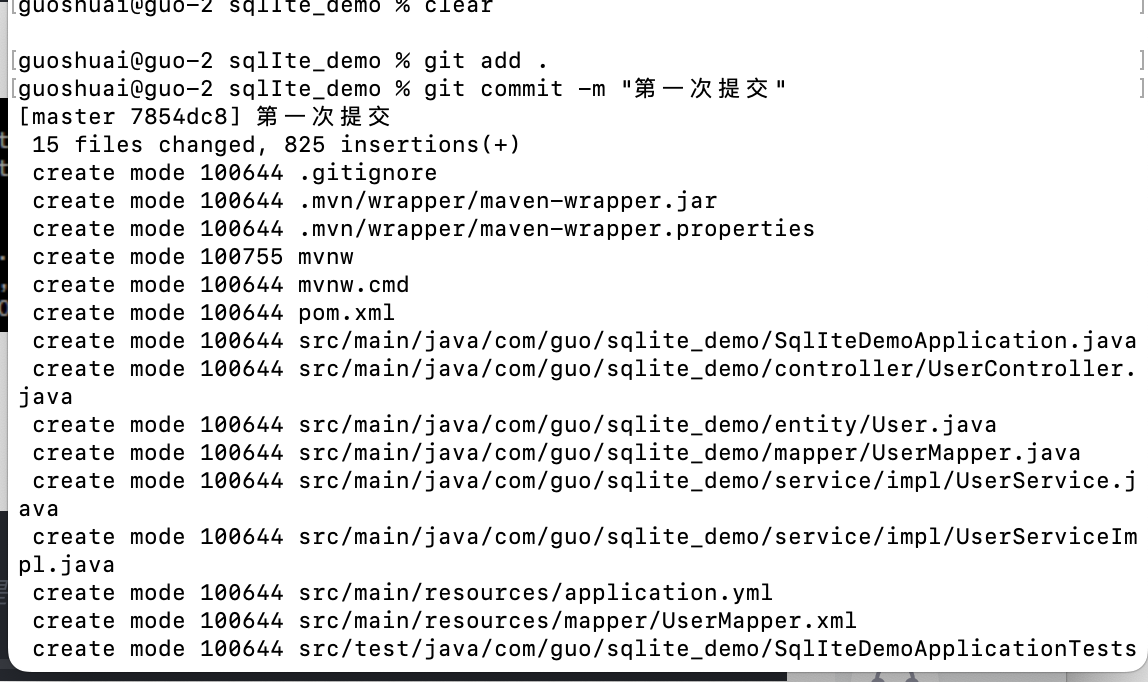 [guoshuai@guo-2 sqlIte_demo % clear ]
[guoshuai@guo-2 sqlIte_demo % git add . ]
[guoshuai@guo-2 sqlIte_demo % git commit -m "第一次提交" ]
[master 7854dc8] 第一次提交
 15 files changed, 825 insertions(+)
 create mode 100644 .gitignore
 create mode 100644 .mvn/wrapper/maven-wrapper.jar
 create mode 100644 .mvn/wrapper/maven-wrapper.properties
 create mode 100755 mvnw
 create mode 100644 mvnw.cmd
 create mode 100644 pom.xml
 create mode 100644 src/main/java/com/guo/sqlite_demo/SqlIteDemoApplication.java
 create mode 100644 src/main/java/com/guo/sqlite_demo/controller/UserController.
java
 create mode 100644 src/main/java/com/guo/sqlite_demo/entity/User.java
 create mode 100644 src/main/java/com/guo/sqlite_demo/mapper/UserMapper.java
 create mode 100644 src/main/java/com/guo/sqlite_demo/service/impl/UserService.j
ava
 create mode 100644 src/main/java/com/guo/sqlite_demo/service/impl/UserServiceIm
pl.java
 create mode 100644 src/main/resources/application.yml
 create mode 100644 src/main/resources/mapper/UserMapper.xml
 create mode 100644 src/test/java/com/guo/sqlite_demo/SqlIteDemoApplicationTests